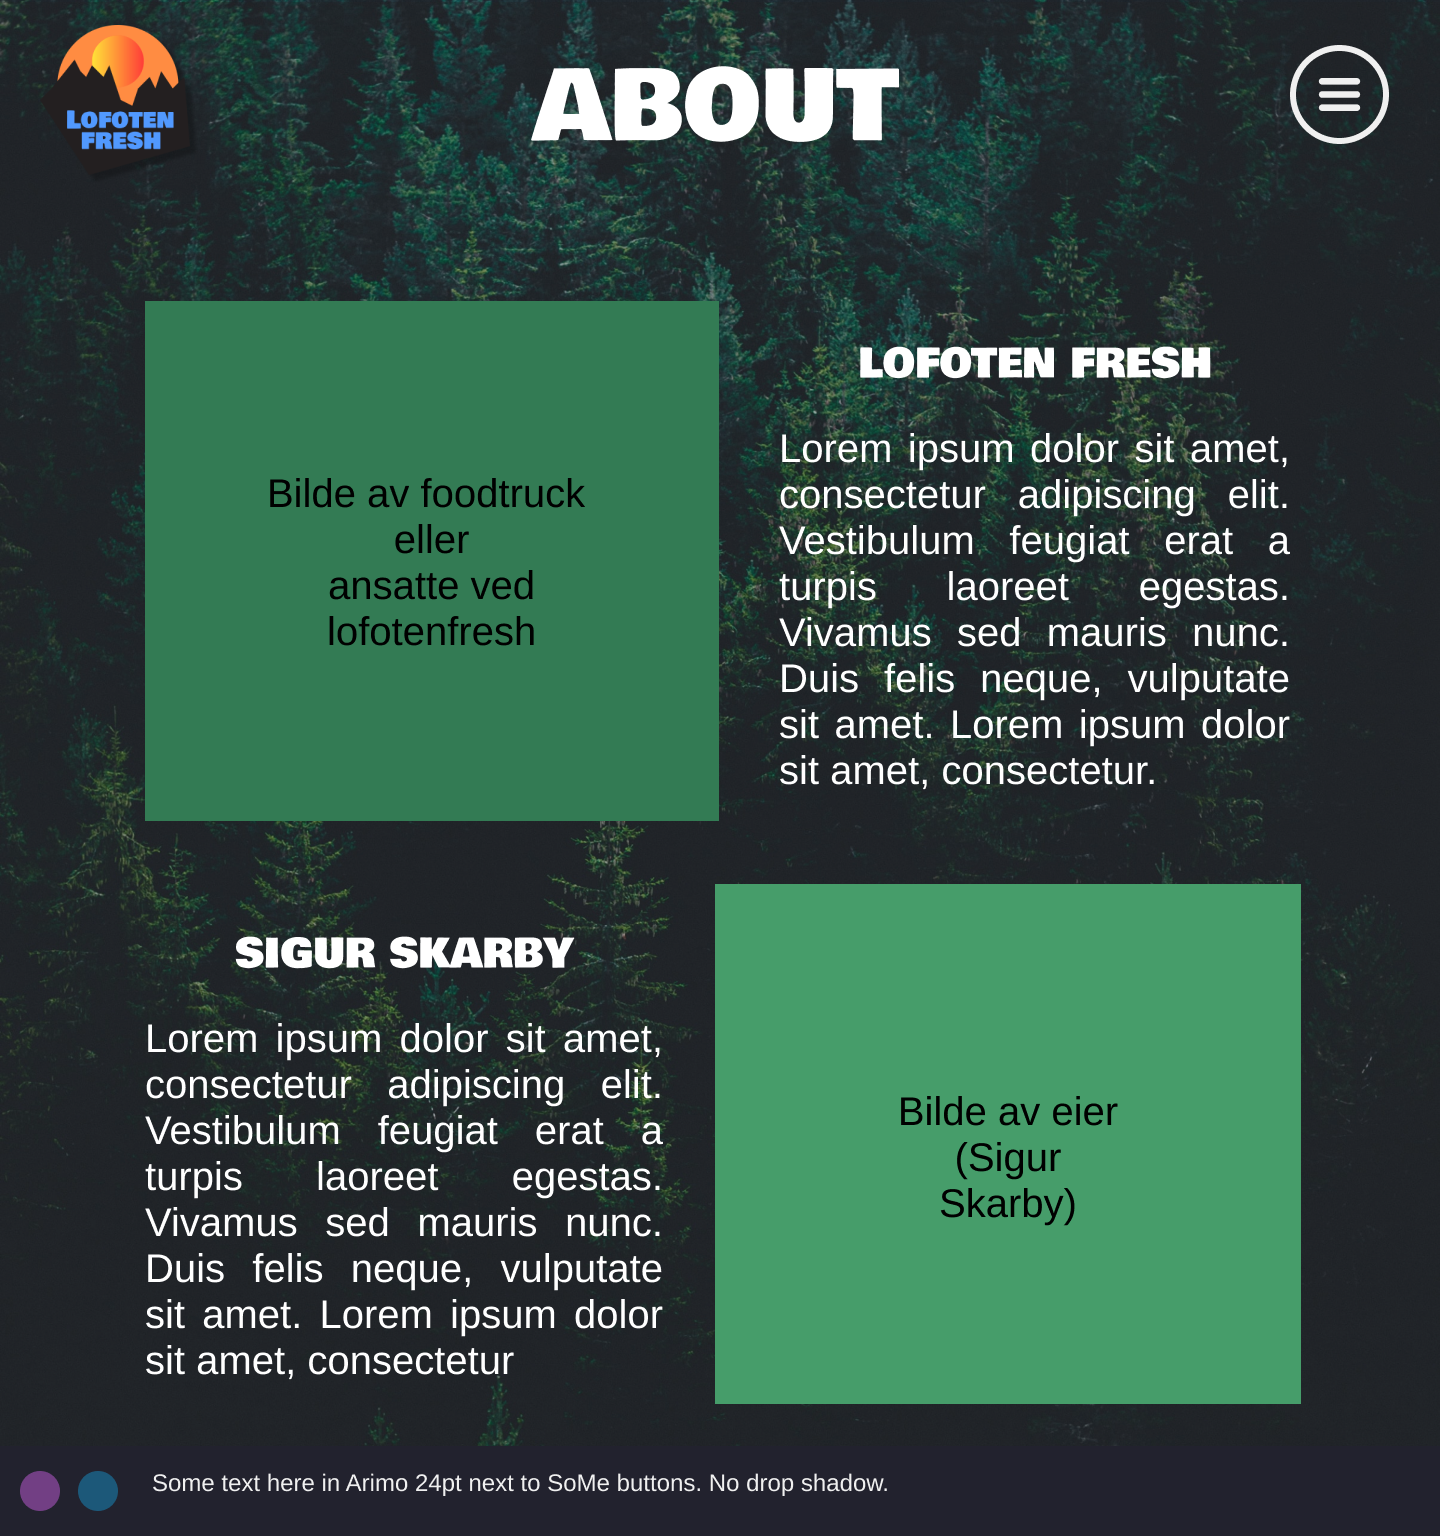 LOFOTEN
FRESH
ABOUT
Bilde av foodtruck
eller
ansatte ved
lofotenfresh
LOFOTEN FRESH
Lorem ipsum dolor sit amet,
consectetur adipiscing elit.
Vestibulum feugiat erat a
turpis laoreet egestas.
Vivamus sed mauris nunc.
Duis felis neque, vulputate
sit amet. Lorem ipsum dolor
sit amet, consectetur.
SIGUR SKARBY
Lorem ipsum dolor sit amet,
consectetur adipiscing elit.
Vestibulum feugiat erat a
turpis laoreet egestas.
Vivamus sed mauris nunc.
Duis felis neque, vulputate
sit amet. Lorem ipsum dolor
sit amet, consectetur
Bilde av eier
(Sigur
Skarby)
Some text here in Arimo 24pt next to SoMe buttons. No drop shadow.